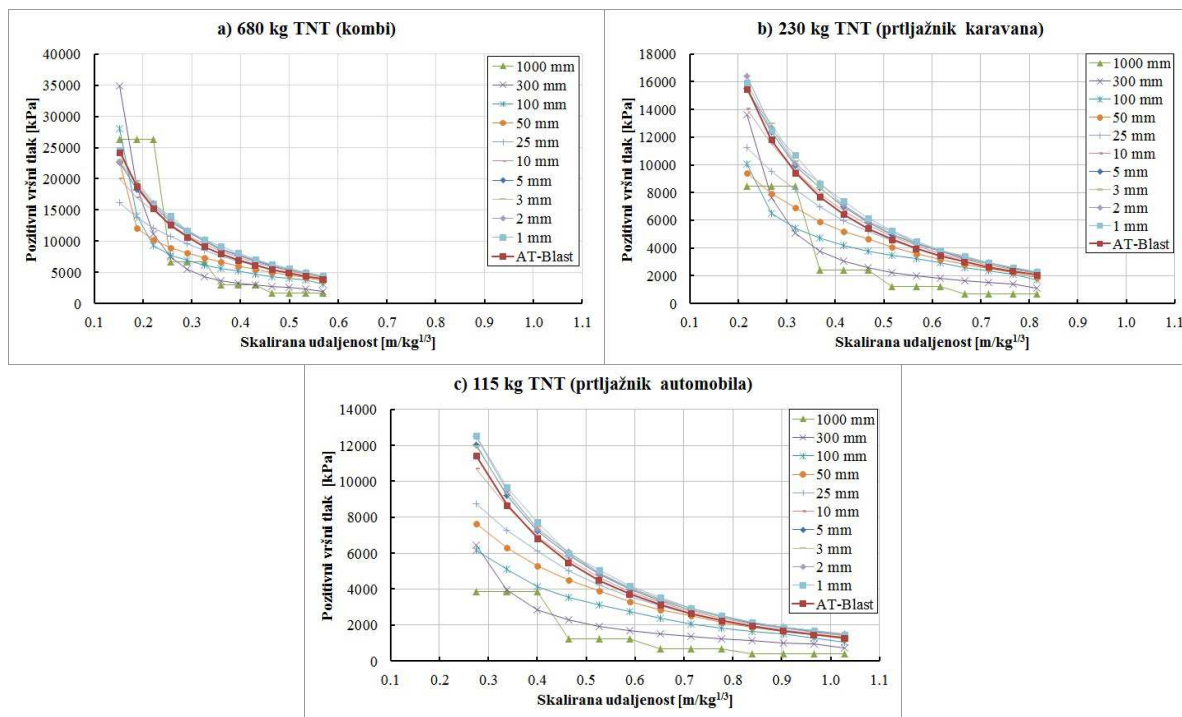 a) 680 kg TNT (kombi)
Pozitivni vršni tlak [kPa]
40000
35000
30000
25000
20000
15000
10000
5000
0
0.1 0.2 0.3 0.4 0.5 0.6 0.7 0.8 0.9 1.0 1.1
Skalirana udaljenost [m/kg1/3]
1000 mm
300 mm
100 mm
50 mm
25 mm
10 mm
5 mm
3 mm
2 mm
1 mm
AT-Blast
b) 230 kg TNT (prtljažnik karavana)
Pozitivni vršni tlak [kPa]
18000
16000
14000
12000
10000
8000
6000
4000
2000
0
0.1 0.2 0.3 0.4 0.5 0.6 0.7 0.8 0.9 1.0 1.1
Skalirana udaljenost [m/kg1/3]
1000 mm
300 mm
100 mm
50 mm
25 mm
10 mm
5 mm
3 mm
2 mm
1 mm
AT-Blast
c) 115 kg TNT (prtljažnik automobila)
Pozitivni vršni tlak [kPa]
14000
12000
10000
8000
6000
4000
2000
0
0.1 0.2 0.3 0.4 0.5 0.6 0.7 0.8 0.9 1.0 1.1
Skalirana udaljenost [m/kg1/3]
1000 mm
300 mm
100 mm
50 mm
25 mm
10 mm
5 mm
3 mm
2 mm
1 mm
AT-Blast